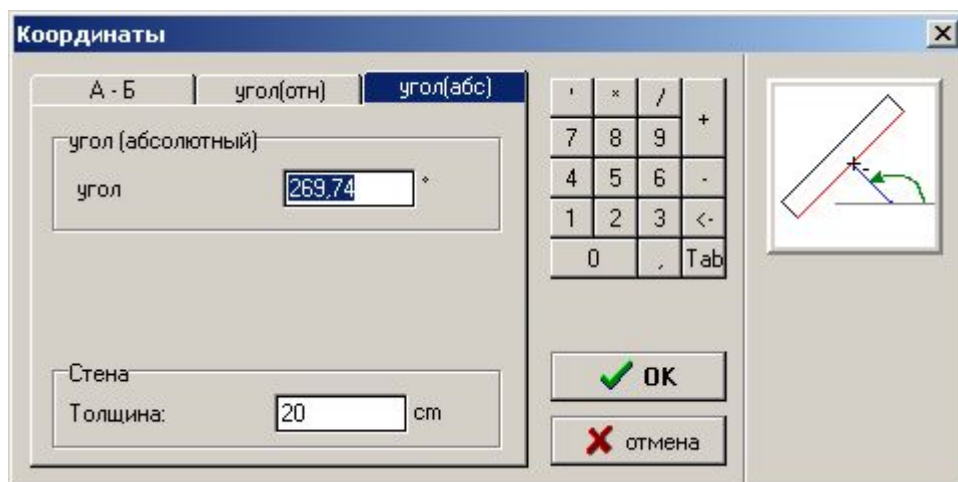 Координаты
А - Б угол(отн) угол(абс)
угол (абсолютный)
угол 269,74 °
Стена
Толщина: 20 cm
' * / +
7 8 9
4 5 6 -
1 2 3 <-
0 , Tab
OK
отмена